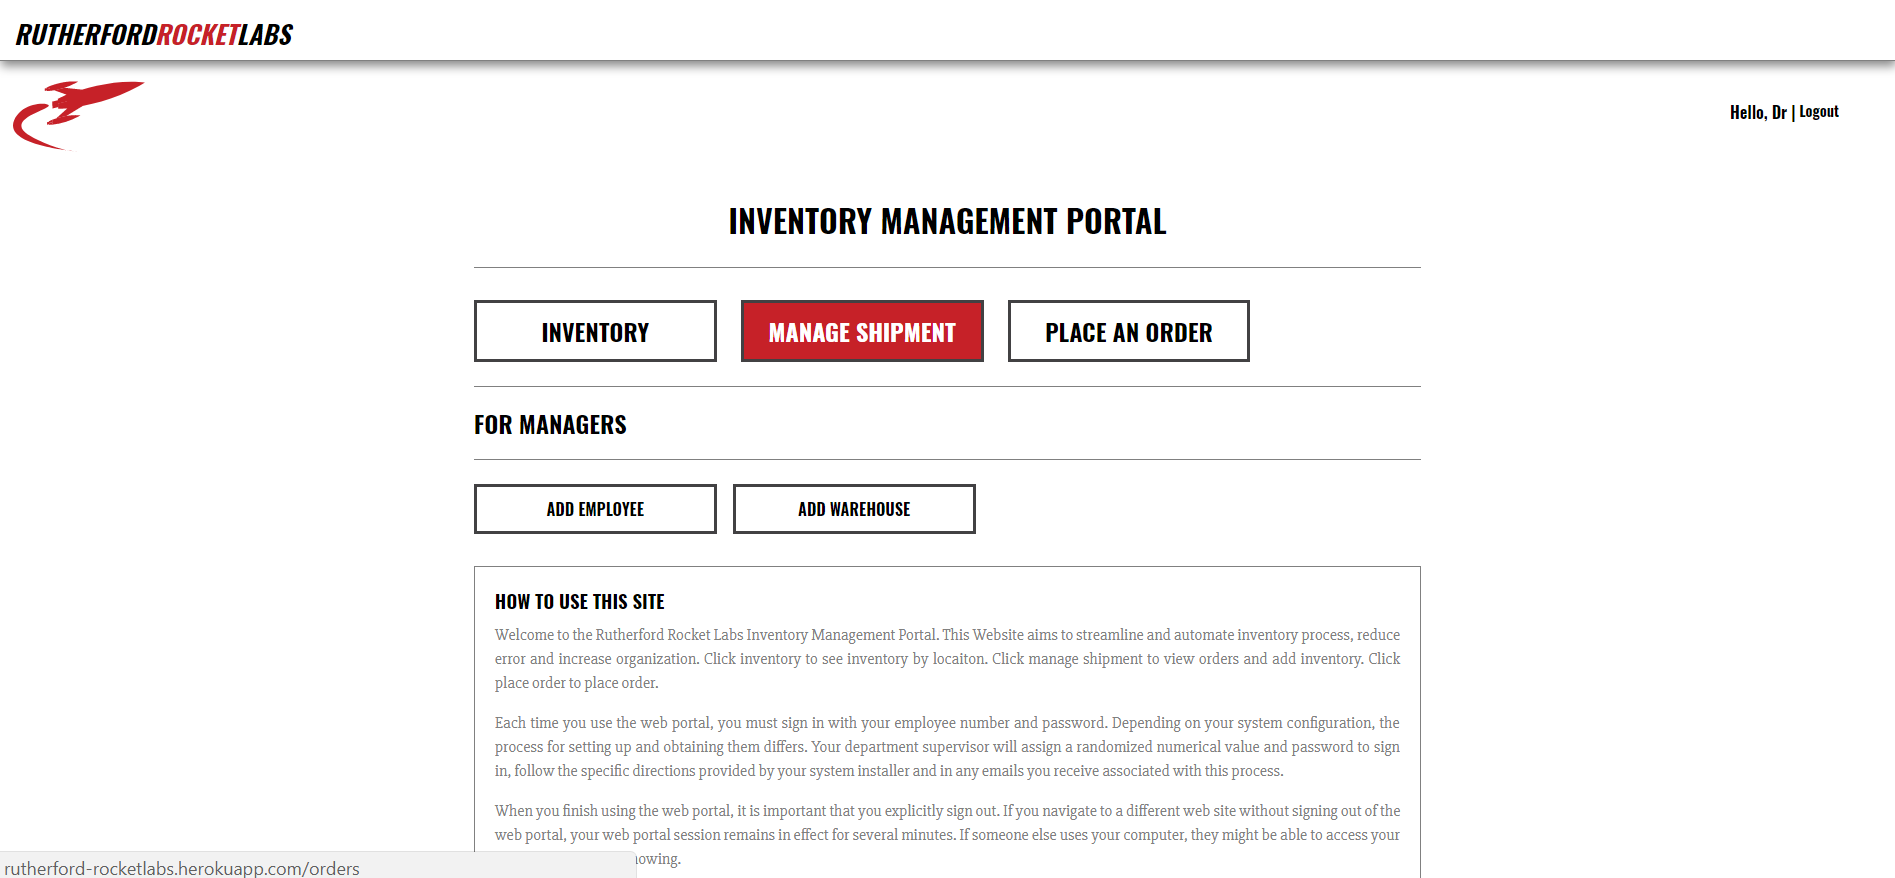 RUTHERFORDROCKETLABS
Hello, Dr | Logout
INVENTORY MANAGEMENT PORTAL
INVENTORY
MANAGE SHIPMENT
PLACE AN ORDER
FOR MANAGERS
ADD EMPLOYEE
ADD WAREHOUSE
HOW TO USE THIS SITE
Welcome to the Rutherford Rocket Labs Inventory Management Portal. This Website aims to streamline and automate inventory process, reduce
error and increase organization. Click inventory to see inventory by locaiton. Click manage shipment to view orders and add inventory. Click
place order to place order.
Each time you use the web portal, you must sign in with your employee number and password. Depending on your system configuration, the
process for setting up and obtaining them differs. Your department supervisor will assign a randomized numerical value and password to sign
in, follow the specific directions provided by your system installer and in any emails you receive associated with this process.
When you finish using the web portal, it is important that you explicitly sign out. If you navigate to a different web site without signing out of the
web portal, your web portal session remains in effect for several minutes. If someone else uses your computer, they might be able to access your
rutherford-rocketlabs.herokuapp.com/orders